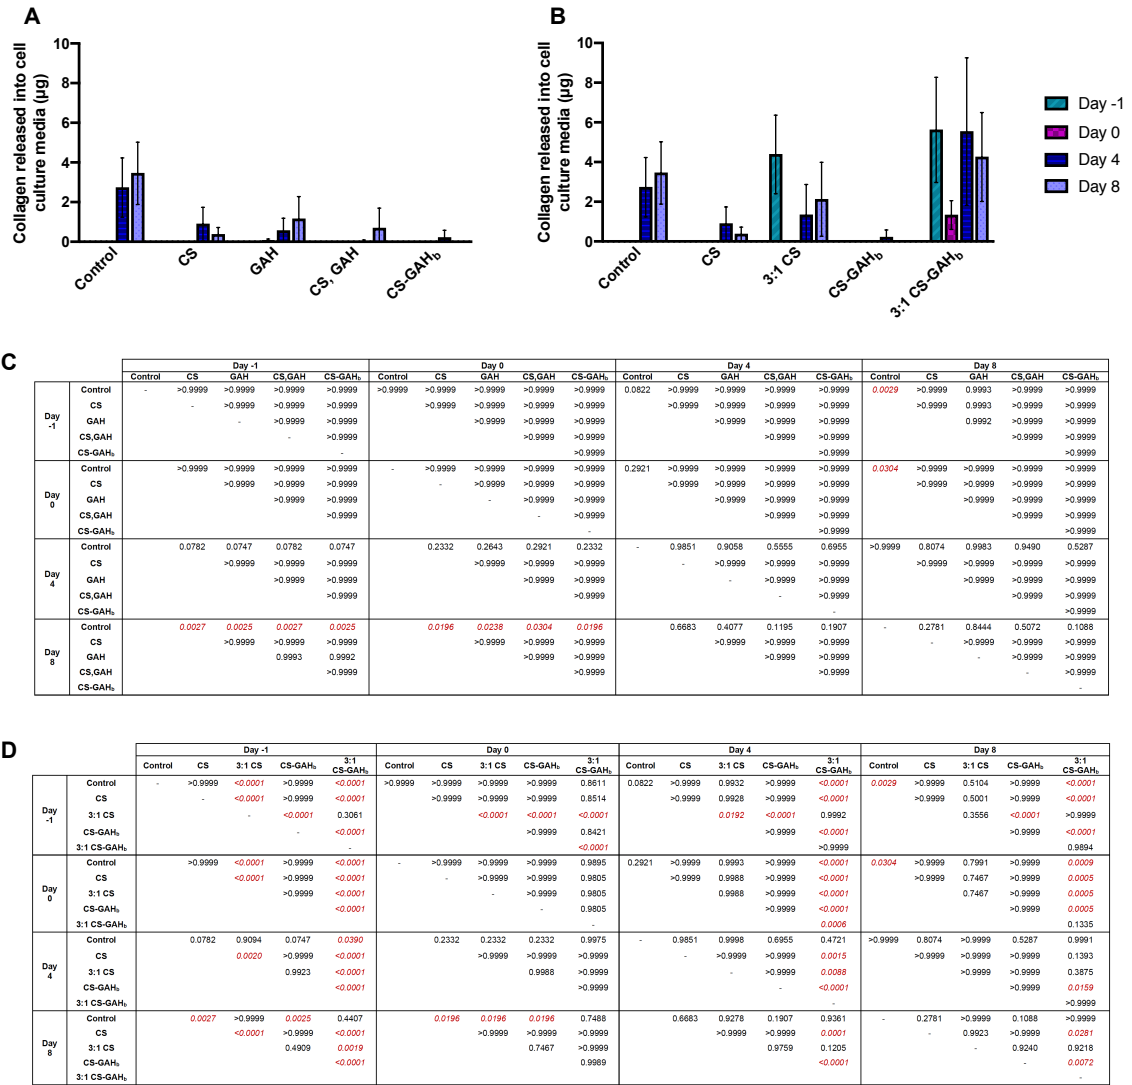 A
B
Collagen released into cell
culture media (µg)
10
8
6
4
2
0
Control
CS
GAH
CS, GAH
CS-GAHb
Collagen released into cell
culture media (µg)
10
8
6
4
2
0
Control
CS
3:1 CS
CS-GAHb
3:1 CS-GAHb
Day -1
Day 0
Day 4
Day 8
C
Day -1 Day 0 Day 4 Day 8
Control CS GAH CS,GAH CS-GAHb Control CS GAH CS,GAH CS-GAHb Control CS GAH CS,GAH CS-GAHb Control CS GAH CS,GAH CS-GAHb
Day -1
Control - >0.9999 >0.9999 >0.9999 >0.9999 >0.9999 >0.9999 >0.9999 >0.9999 >0.9999 0.0822 >0.9999 >0.9999 >0.9999 >0.9999 0.0029 >0.9999 0.9993 >0.9999 >0.9999
CS - >0.9999 >0.9999 >0.9999 >0.9999 >0.9999 >0.9999 >0.9999 >0.9999 >0.9999 >0.9999 >0.9999 >0.9999 0.9993 >0.9999 >0.9999
GAH - >0.9999 >0.9999 >0.9999 >0.9999 >0.9999 >0.9999 >0.9999 >0.9999 0.9992 >0.9999 >0.9999
CS,GAH - >0.9999 >0.9999 >0.9999 >0.9999 >0.9999 >0.9999 >0.9999
CS-GAHb - >0.9999 >0.9999 >0.9999
Day 0
Control >0.9999 >0.9999 >0.9999 >0.9999 - >0.9999 >0.9999 >0.9999 >0.9999 0.2921 >0.9999 >0.9999 >0.9999 >0.9999 0.0304 >0.9999 >0.9999 >0.9999 >0.9999
CS >0.9999 >0.9999 >0.9999 - >0.9999 >0.9999 >0.9999 >0.9999 >0.9999 >0.9999 >0.9999 >0.9999 >0.9999 >0.9999 >0.9999
GAH >0.9999 >0.9999 - >0.9999 >0.9999 >0.9999 >0.9999 >0.9999 >0.9999 >0.9999 >0.9999
CS,GAH >0.9999 - >0.9999 >0.9999 >0.9999 >0.9999 >0.9999
CS-GAHb - >0.9999 >0.9999
Day 4
Control 0.0782 0.0747 0.0782 0.0747 0.2332 0.2643 0.2921 0.2332 - 0.9851 0.9058 0.5555 0.6955 >0.9999 0.8074 0.9983 0.9490 0.5287
CS >0.9999 >0.9999 >0.9999 >0.9999 >0.9999 >0.9999 - >0.9999 >0.9999 >0.9999 >0.9999 >0.9999 >0.9999 >0.9999
GAH >0.9999 >0.9999 >0.9999 >0.9999 - >0.9999 >0.9999 >0.9999 >0.9999 >0.9999
CS,GAH >0.9999 >0.9999 - >0.9999 >0.9999 >0.9999
CS-GAHb - >0.9999
Day 8
Control 0.0027 0.0025 0.0027 0.0025 0.0196 0.0238 0.0304 0.0196 0.6683 0.4077 0.1195 0.1907 - 0.2781 0.8444 0.5072 0.1088
CS >0.9999 >0.9999 >0.9999 >0.9999 >0.9999 >0.9999 >0.9999 >0.9999 >0.9999 - >0.9999 >0.9999 >0.9999
GAH 0.9993 0.9992 >0.9999 >0.9999 >0.9999 >0.9999 - >0.9999 >0.9999
CS,GAH >0.9999 >0.9999 >0.9999 - >0.9999
CS-GAHb -
D
Day -1 Day 0 Day 4 Day 8
Control CS 3:1 CS CS-GAHb 3:1 CS-GAHb Control CS 3:1 CS CS-GAHb 3:1 CS-GAHb Control CS 3:1 CS CS-GAHb 3:1 CS-GAHb Control CS 3:1 CS CS-GAHb 3:1 CS-GAHb
Day -1
Control - >0.9999 <0.0001 >0.9999 <0.0001 >0.9999 >0.9999 >0.9999 >0.9999 0.8611 0.0822 >0.9999 0.9932 >0.9999 <0.0001 0.0029 >0.9999 0.5104 >0.9999 <0.0001
CS - <0.0001 >0.9999 <0.0001 >0.9999 >0.9999 >0.9999 0.8514 >0.9999 0.9928 >0.9999 <0.0001 >0.9999 0.5001 >0.9999 <0.0001
3:1 CS - <0.0001 0.3061 <0.0001 <0.0001 <0.0001 0.0192 <0.0001 0.9992 0.3556 <0.0001 >0.9999
CS-GAHb - <0.0001 >0.9999 0.8421 >0.9999 <0.0001 >0.9999 <0.0001
3:1 CS-GAHb - <0.0001 >0.9999 0.9894
Day 0
Control >0.9999 <0.0001 >0.9999 <0.0001 - >0.9999 >0.9999 >0.9999 0.9895 0.2921 >0.9999 0.9993 >0.9999 <0.0001 0.0304 >0.9999 0.7991 >0.9999 0.0009
CS <0.0001 >0.9999 <0.0001 - >0.9999 >0.9999 0.9805 >0.9999 0.9988 >0.9999 <0.0001 >0.9999 0.7467 >0.9999 0.0005
3:1 CS >0.9999 <0.0001 - >0.9999 0.9805 0.9988 >0.9999 <0.0001 0.7467 >0.9999 0.0005
CS-GAHb <0.0001 - 0.9805 >0.9999 <0.0001 >0.9999 0.0005
3:1 CS-GAHb - 0.0006 0.1335
Day 4
Control 0.0782 0.9094 0.0747 0.0390 0.2332 0.2332 0.2332 0.9975 - 0.9851 0.9998 0.6955 0.4721 >0.9999 0.8074 >0.9999 0.5287 0.9991
CS 0.0020 >0.9999 <0.0001 >0.9999 >0.9999 >0.9999 - >0.9999 >0.9999 0.0015 >0.9999 >0.9999 >0.9999 0.1393
3:1 CS 0.9923 <0.0001 0.9988 >0.9999 - >0.9999 0.0088 >0.9999 >0.9999 0.3875
CS-GAHb <0.0001 >0.9999 - <0.0001 >0.9999 0.0159
3:1 CS-GAHb - >0.9999
Day 8
Control 0.0027 >0.9999 0.0025 0.4407 0.0196 0.0196 0.0196 0.7488 0.6683 0.9278 0.1907 0.9361 - 0.2781 >0.9999 0.1088 >0.9999
CS <0.0001 >0.9999 <0.0001 >0.9999 >0.9999 >0.9999 >0.9999 >0.9999 0.0001 - 0.9923 >0.9999 0.0281
3:1 CS 0.4909 0.0019 0.7467 >0.9999 0.9759 0.1205 - 0.9240 0.9218
CS-GAHb <0.0001 0.9989 <0.0001 - 0.0072
3:1 CS-GAHb -